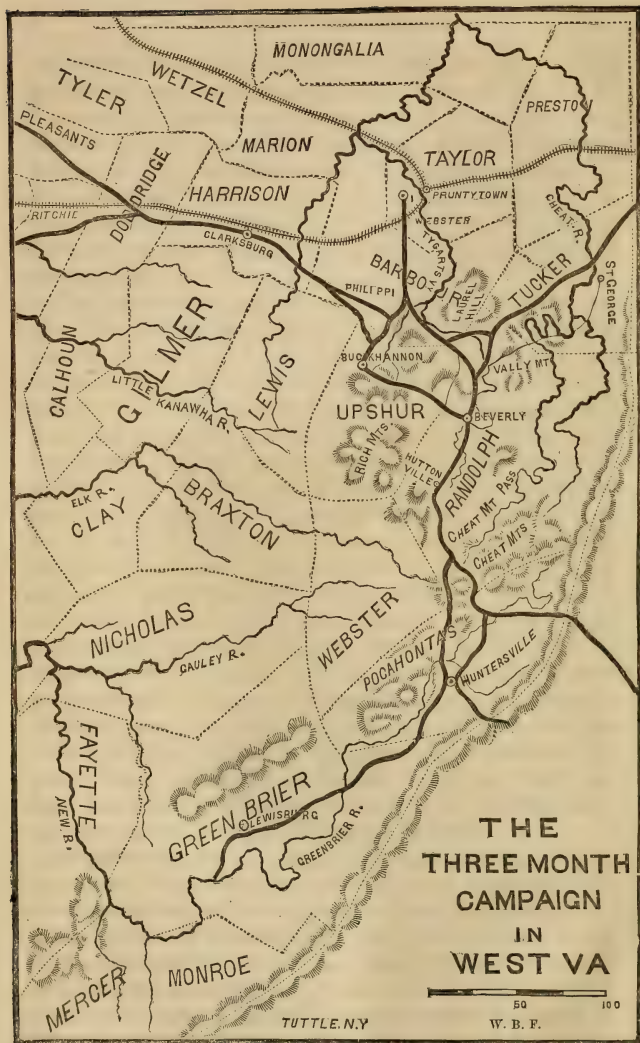 MONONGALIA
WETZEL
TYLER
PRESTON
PLEASANTS
MARION
TAYLOR
DODDRIDGE
HARRISON
PRUNTYTOWN
RITCHIE
WEBSTER
CHEAT R.
CLARKSBURG
TYGARTS V.
BARBOUR
TUCKER
ST GEORGE
PHILIPPI
LAUREL
HILL
GILMER
LEWIS
CALHOUN
BUCKHANNON
VALLY MT
LITTLE KANAWHA R.
UPSHUR
BEVERLY
RICH MTS.
HUTTON
VILLE
RANDOLPH
ELK R.
CLAY
BRAXTON
CHEAT MT PASS
CHEAT MTS
NICHOLAS
WEBSTER
GAULEY R.
POCAHONTAS
HUNTERSVILLE
FAYETTE
NEW R.
GREEN BRIER
LEWISBURG
GREENBRIER R.
THE
THREE MONTH
CAMPAIGN
IN
WEST VA
50 100
MERCER
MONROE
TUTTLE. N.Y
W. B. F.